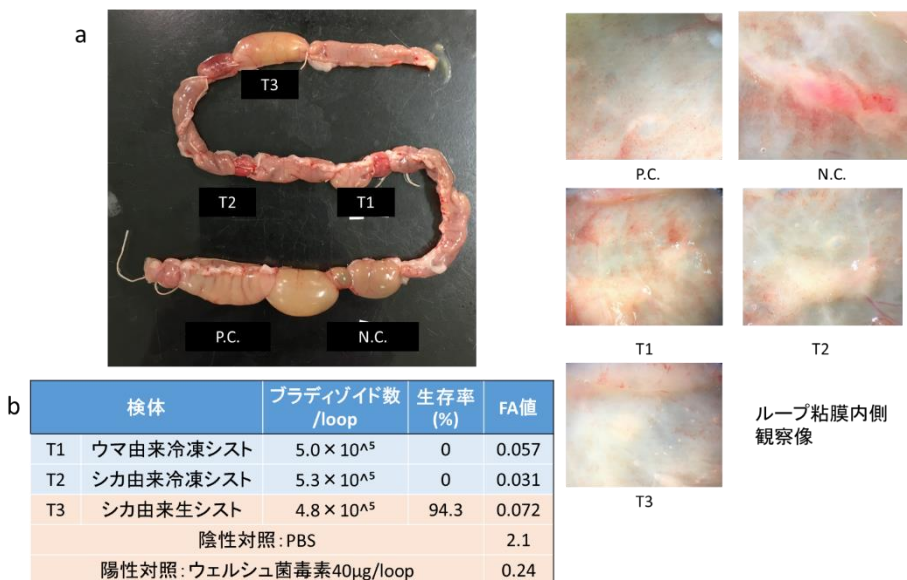 a
T3
T2
T1
P.C.
N.C.
P.C.
N.C.
T1
T2
T3
ループ粘膜内側
観察像
b
検体 ブラディゾイド数/loop 生存率(%) FA値
T1 ウマ由来冷凍シスト 5.0×10^5 0 0.057
T2 シカ由来冷凍シスト 5.3×10^5 0 0.031
T3 シカ由来生シスト 4.8×10^5 94.3 0.072
陰性対照：PBS 2.1
陽性対照：ウェルシュ菌毒素40μg/loop 0.24